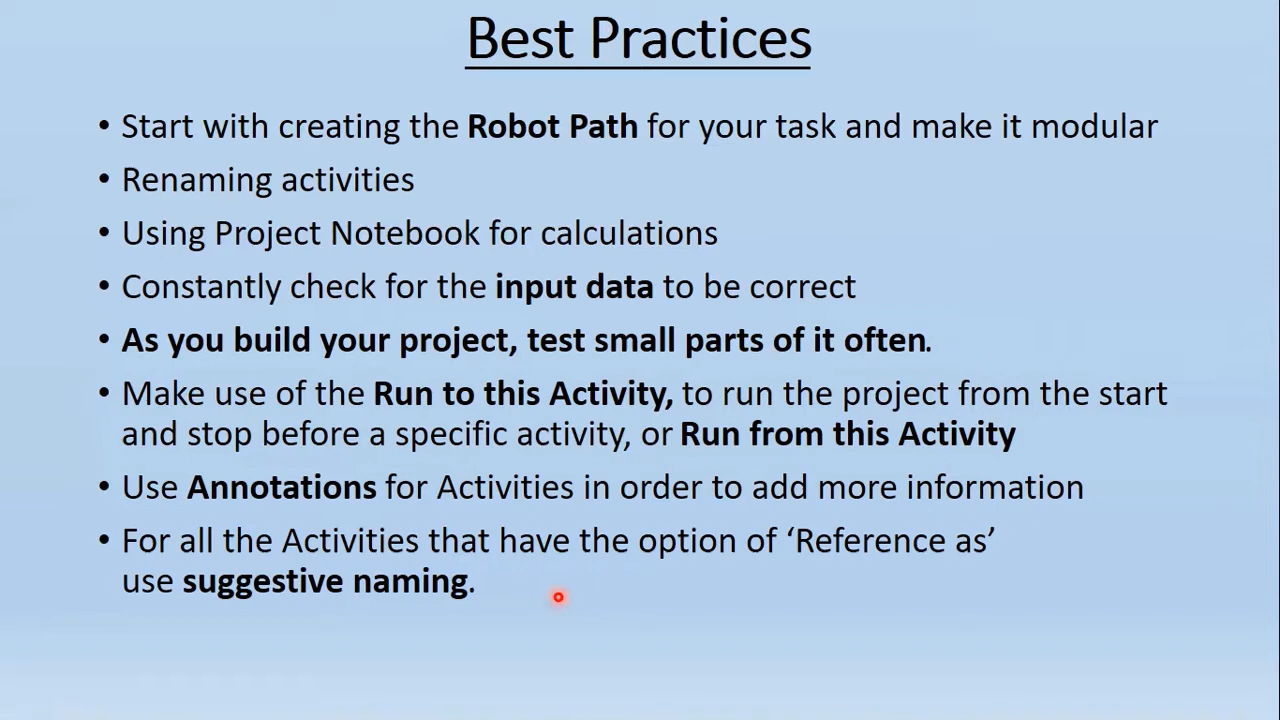 Best Practices
• Start with creating the Robot Path for your task and make it modular
• Renaming activities
• Using Project Notebook for calculations
• Constantly check for the input data to be correct
• As you build your project, test small parts of it often.
• Make use of the Run to this Activity, to run the project from the start
and stop before a specific activity, or Run from this Activity
• Use Annotations for Activities in order to add more information
• For all the Activities that have the option of ‘Reference as’
use suggestive naming.